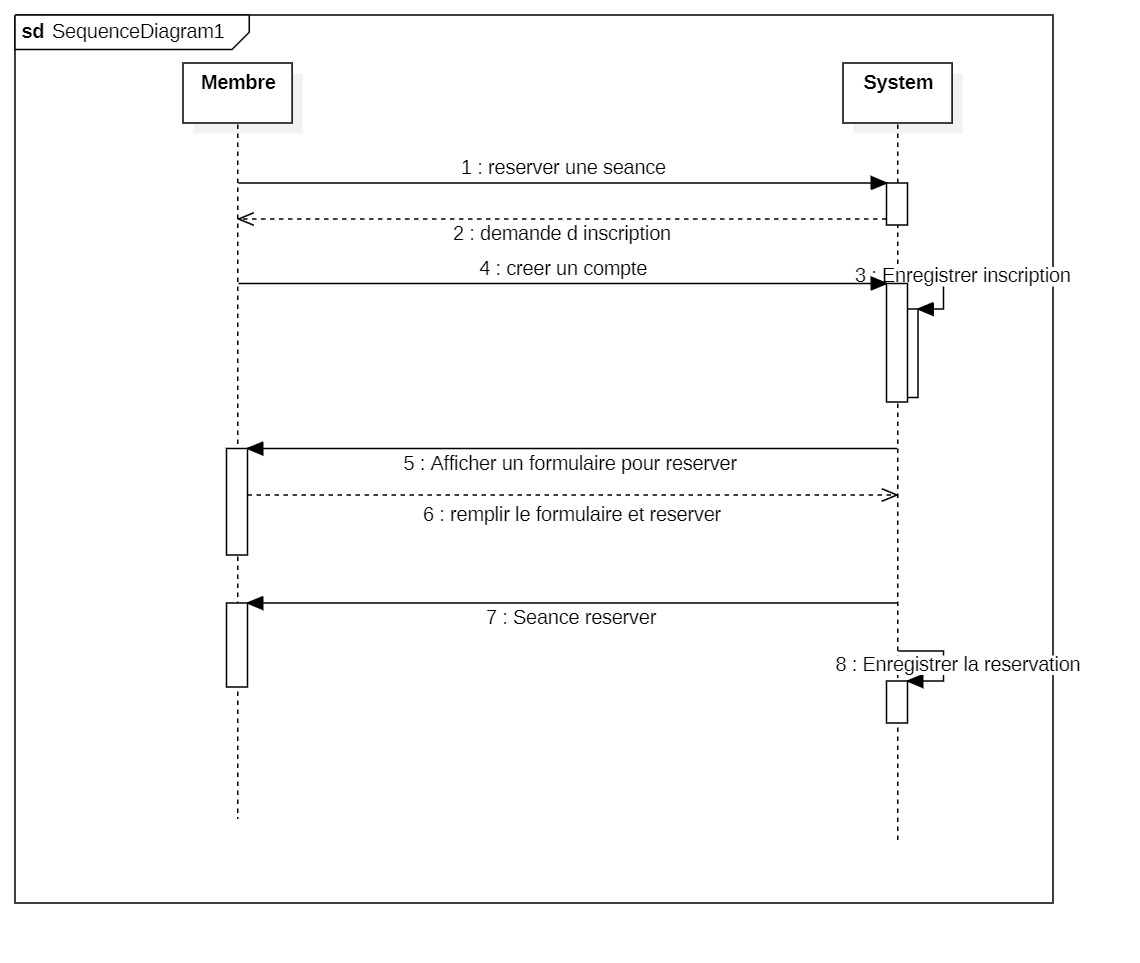 sd SequenceDiagram1
Membre
System
1 : reserver une seance
2 : demande d inscription
4 : creer un compte
3 : Enregistrer inscription
5 : Afficher un formulaire pour reserver
6 : remplir le formulaire et reserver
7 : Seance reserver
8 : Enregistrer la reservation